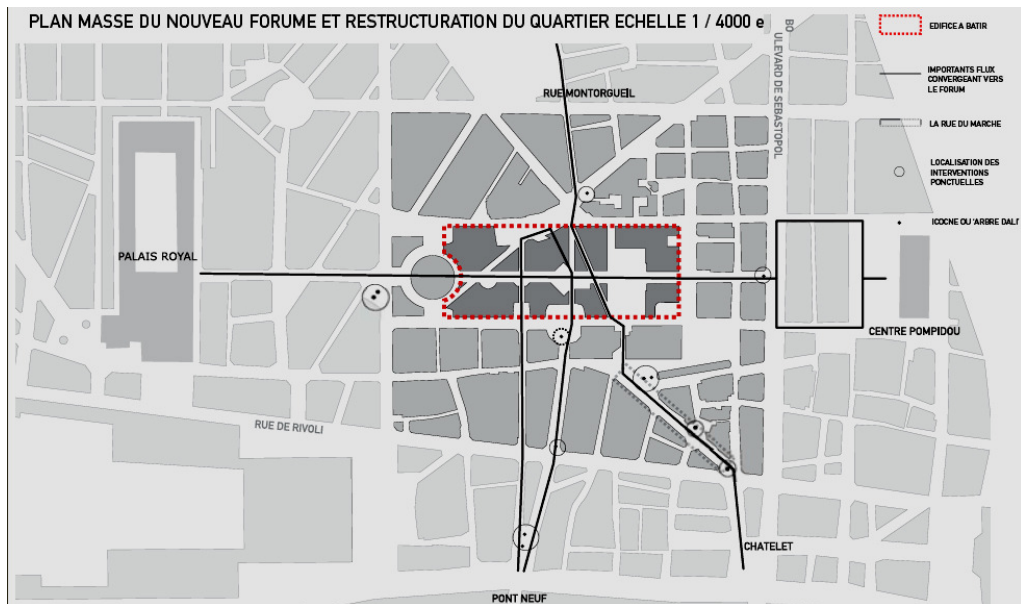 PLAN MASSE DU NOUVEAU FORUME ET RESTRUCTURATION DU QUARTIER ECHELLE 1 / 4000 e
EDIFICE A BATIR
IMPORTANTS FLUX
CONVERGEANT VERS
LE FORUM
LA RUE DU MARCHE
LOCALISATION DES
INTERVENTIONS
PONCTUELLES
ICOCNE OU 'ARBRE DALI'
BO
ULEVARD DE SEBASTOPOL
RUE MONTORGUEIL
PALAIS ROYAL
CENTRE POMPIDOU
RUE DE RIVOLI
CHATELET
PONT NEUF